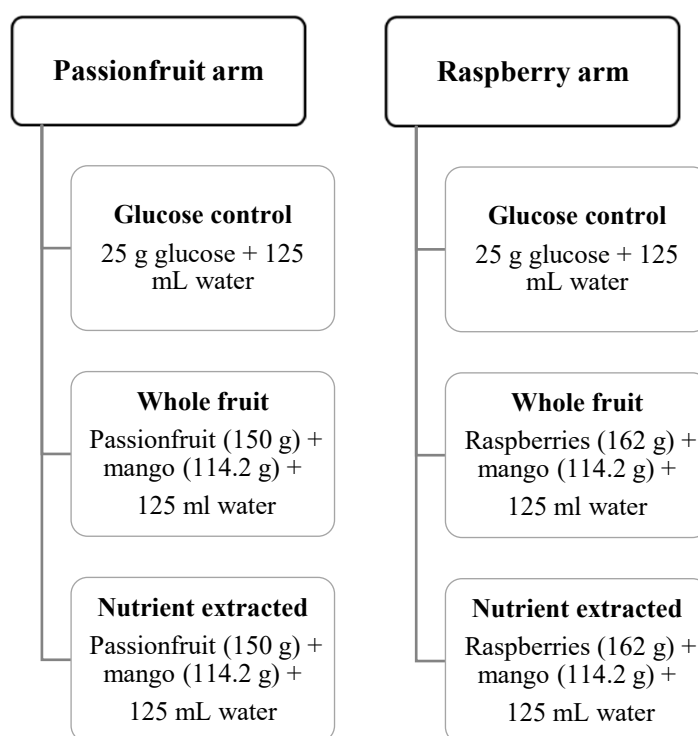 Passionfruit arm
Glucose control
25 g glucose + 125
mL water
Whole fruit
Passionfruit (150 g) +
mango (114.2 g) +
125 ml water
Nutrient extracted
Passionfruit (150 g) +
mango (114.2 g) +
125 mL water
Raspberry arm
Glucose control
25 g glucose + 125
mL water
Whole fruit
Raspberries (162 g) +
mango (114.2 g) +
125 ml water
Nutrient extracted
Raspberries (162 g) +
mango (114.2 g) +
125 mL water